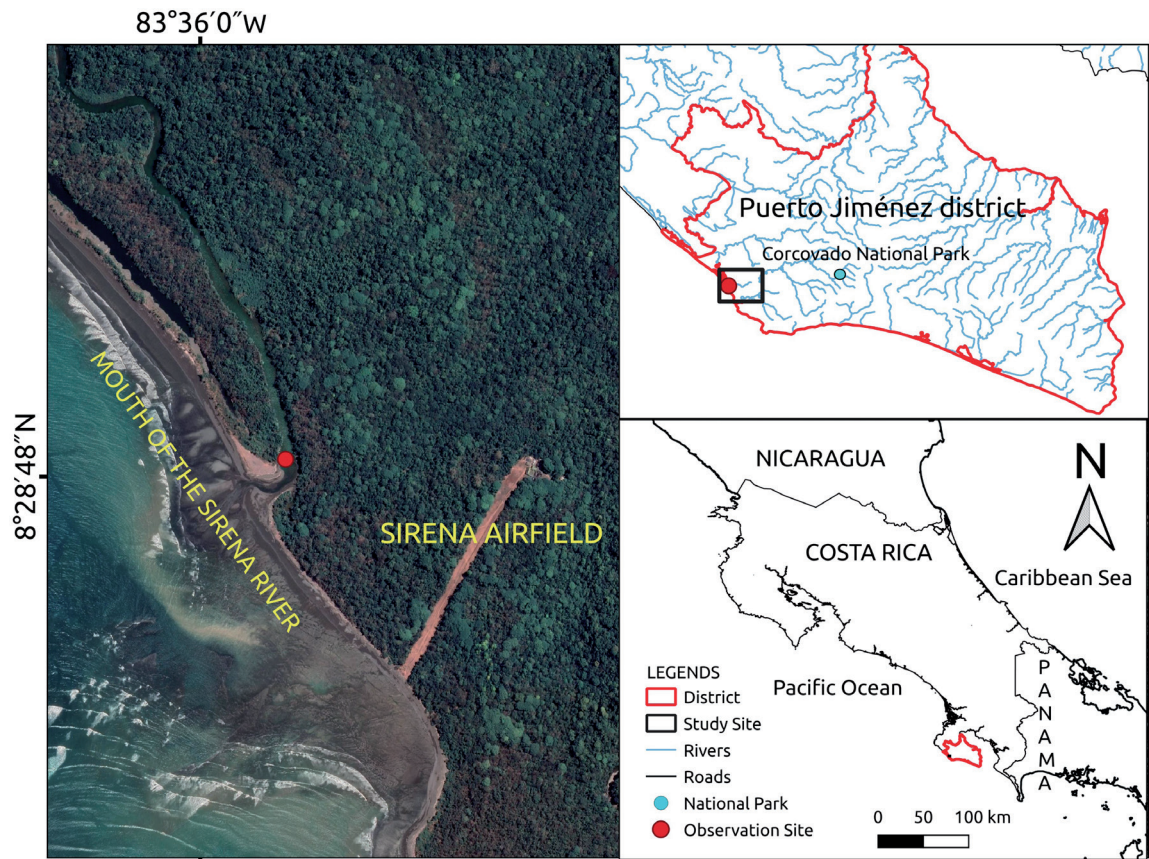 83°36′0″W
8°28′48″N
MOUTH OF THE SIRENA RIVER
SIRENA AIRFIELD
Puerto Jiménez district
Corcovado National Park
NICARAGUA
COSTA RICA
Caribbean Sea
Pacific Ocean
PANAMA
N
LEGENDS
District
Study Site
Rivers
Roads
National Park
Observation Site
0 50 100 km